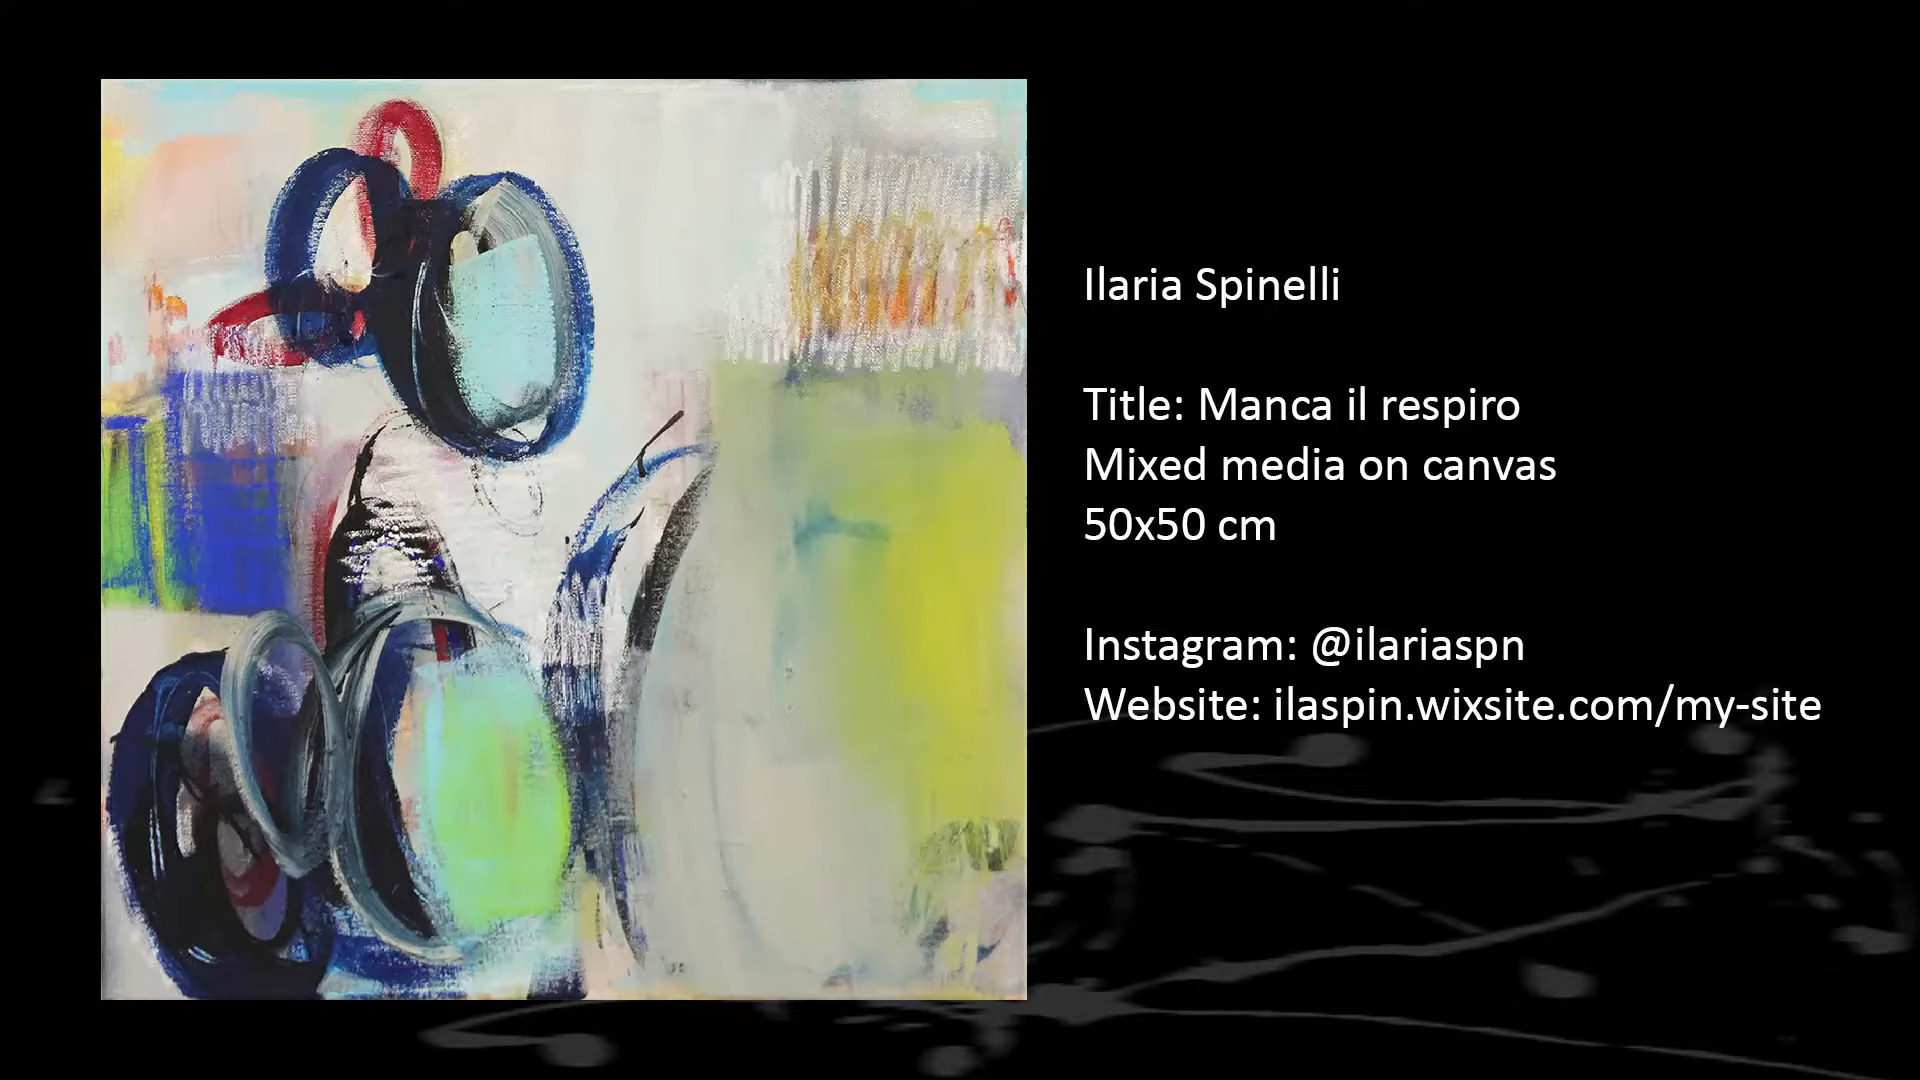 Ilaria Spinelli
Title: Manca il respiro
Mixed media on canvas
50x50 cm
Instagram: @ilariaspn
Website: ilaspin.wixsite.com/my-site